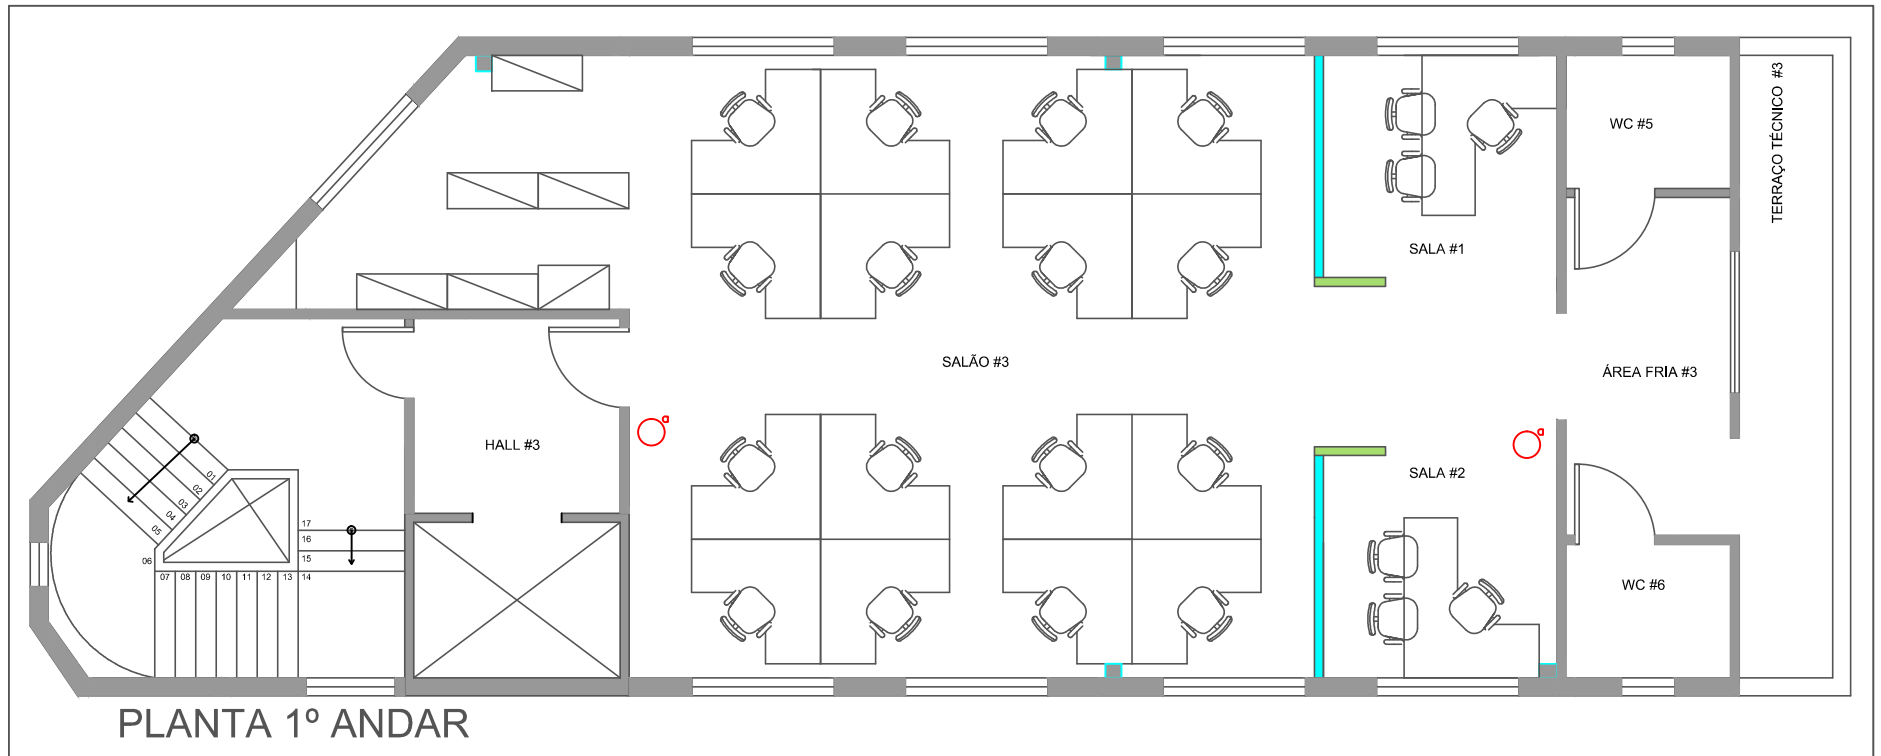 TERRAÇO TÉCNICO #3
WC #5
SALA #1
SALÃO #3
ÁREA FRIA #3
HALL #3
SALA #2
WC #6
01
02
03
04
05
06
07 08 09 10 11 12 13 14
15
16
17
PLANTA 1º ANDAR